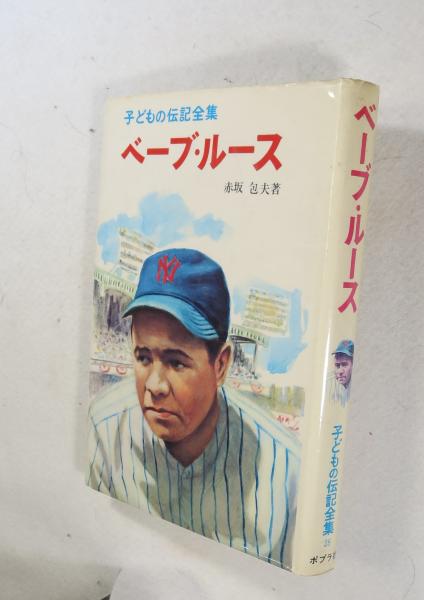 子どもの伝記全集
ベーブ・ルース
赤坂 包夫著
NY
ベーブ・ルース
子どもの伝記全集
ポプラ